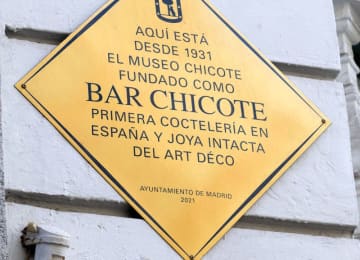 AQUÍ ESTÁ
DESDE 1931
EL MUSEO CHICOTE
FUNDADO COMO
BAR CHICOTE
PRIMERA COCTELERÍA EN
ESPAÑA Y JOYA INTACTA
DEL ART DÉCO
AYUNTAMIENTO DE MADRID
2021